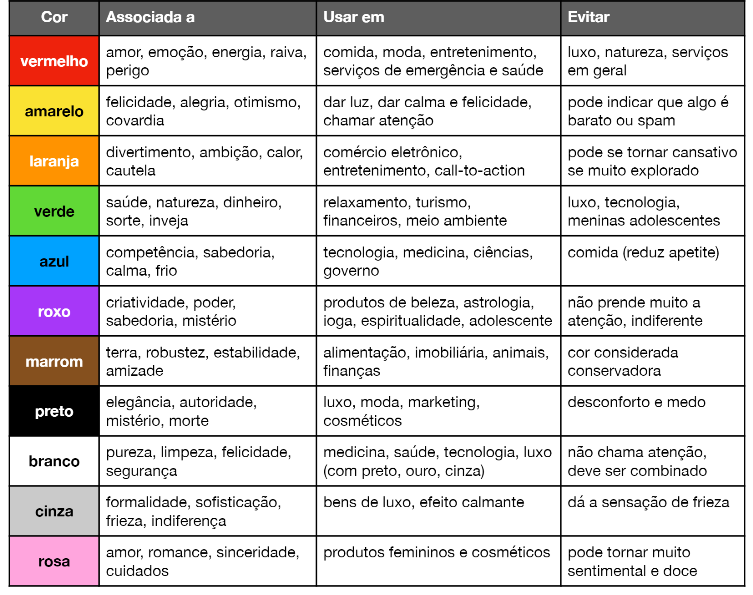 Cor Associada a Usar em Evitar
vermelho amor, emoção, energia, raiva, perigo comida, moda, entretenimento, serviços de emergência e saúde luxo, natureza, serviços em geral
amarelo felicidade, alegria, otimismo, covardia dar luz, dar calma e felicidade, chamar atenção pode indicar que algo é barato ou spam
laranja divertimento, ambição, calor, cautela comércio eletrônico, entretenimento, call-to-action pode se tornar cansativo se muito explorado
verde saúde, natureza, dinheiro, sorte, inveja relaxamento, turismo, financeiros, meio ambiente luxo, tecnologia, meninas adolescentes
azul competência, sabedoria, calma, frio tecnologia, medicina, ciências, governo comida (reduz apetite)
roxo criatividade, poder, sabedoria, mistério produtos de beleza, astrologia, ioga, espiritualidade, adolescente não prende muito a atenção, indiferente
marrom terra, robustez, estabilidade, amizade alimentação, imobiliária, animais, finanças cor considerada conservadora
preto elegância, autoridade, mistério, morte luxo, moda, marketing, cosméticos desconforto e medo
branco pureza, limpeza, felicidade, segurança medicina, saúde, tecnologia, luxo (com preto, ouro, cinza) não chama atenção, deve ser combinado
cinza formalidade, sofisticação, frieza, indiferença bens de luxo, efeito calmante dá a sensação de frieza
rosa amor, romance, sinceridade, cuidados produtos femininos e cosméticos pode tornar muito sentimental e doce